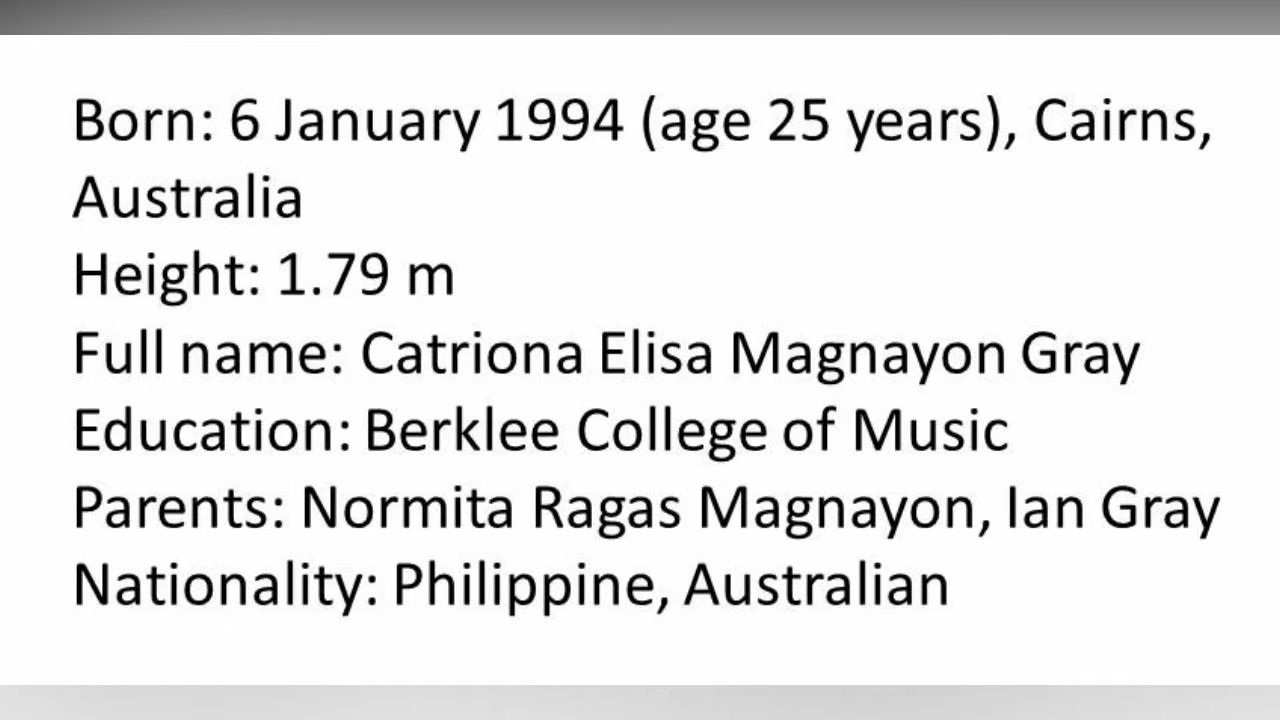 Born: 6 January 1994 (age 25 years), Cairns,
Australia
Height: 1.79 m
Full name: Catriona Elisa Magnayon Gray
Education: Berklee College of Music
Parents: Normita Ragas Magnayon, Ian Gray
Nationality: Philippine, Australian